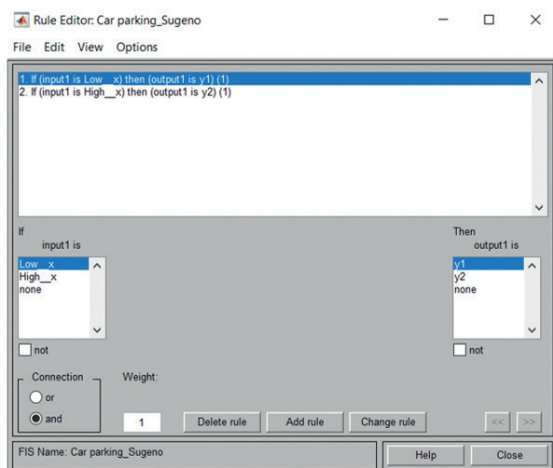 Rule Editor: Car parking_Sugeno
File Edit View Options
1. If (input1 is Low__x) then (output1 is y1) (1)
2. If (input1 is High__x) then (output1 is y2) (1)
If
input1 is
Then
output1 is
Low__x
High__x
none
y1
y2
none
not
not
Connection
or
and
Weight:
1
Delete rule
Add rule
Change rule
<<
>>
FIS Name: Car parking_Sugeno
Help
Close